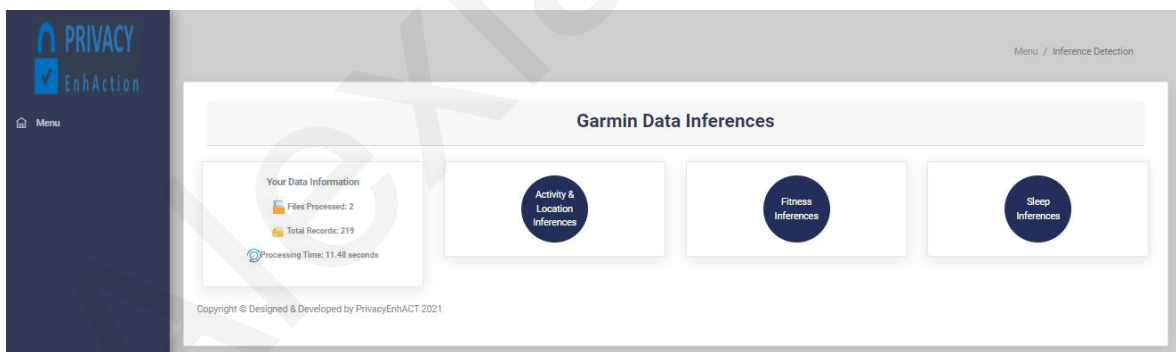 PRIVACY
EnhAction
Menu
Menu / Inference Detection
Garmin Data Inferences
Your Data Information
Files Processed: 2
Total Records: 219
Processing Time: 11.48 seconds
Activity &
Location
Inferences
Fitness
Inferences
Sleep
Inferences
Copyright © Designed & Developed by PrivacyEnhACT 2021